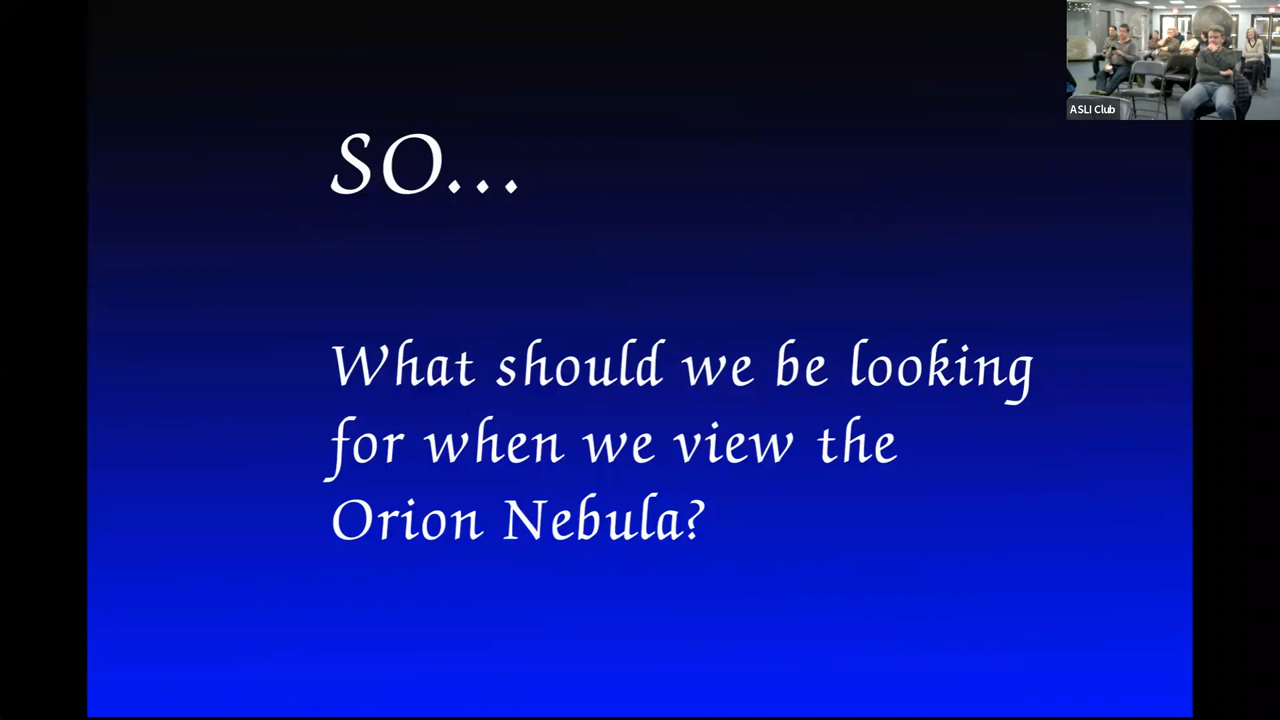 ASLI Club
SO...
What should we be looking
for when we view the
Orion Nebula?